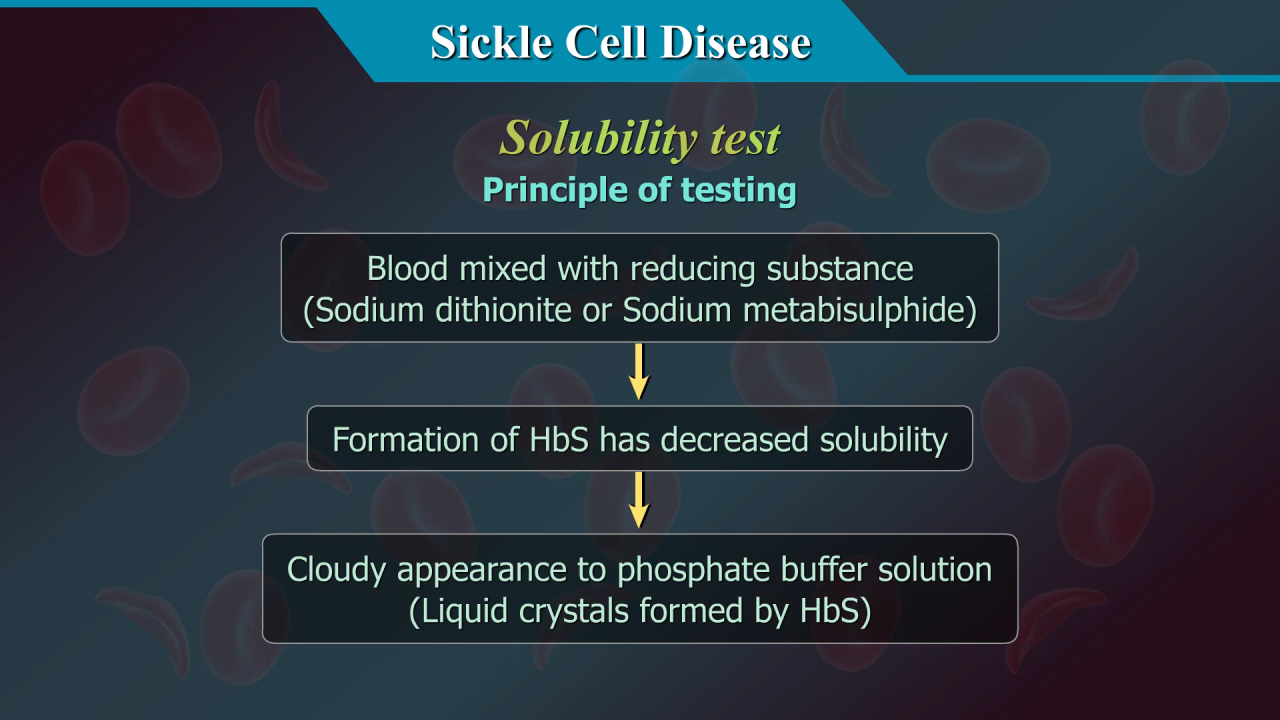 Sickle Cell Disease
Solubility test
Principle of testing
Blood mixed with reducing substance
(Sodium dithionite or Sodium metabisulphide)
Formation of HbS has decreased solubility
Cloudy appearance to phosphate buffer solution
(Liquid crystals formed by HbS)